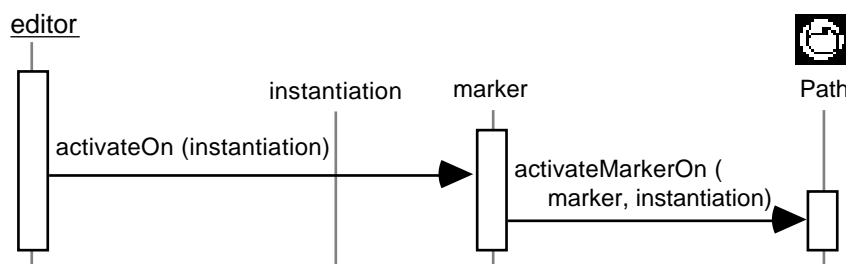 editor
instantiation
marker
Path
activateOn (instantiation)
activateMarkerOn (
marker, instantiation)